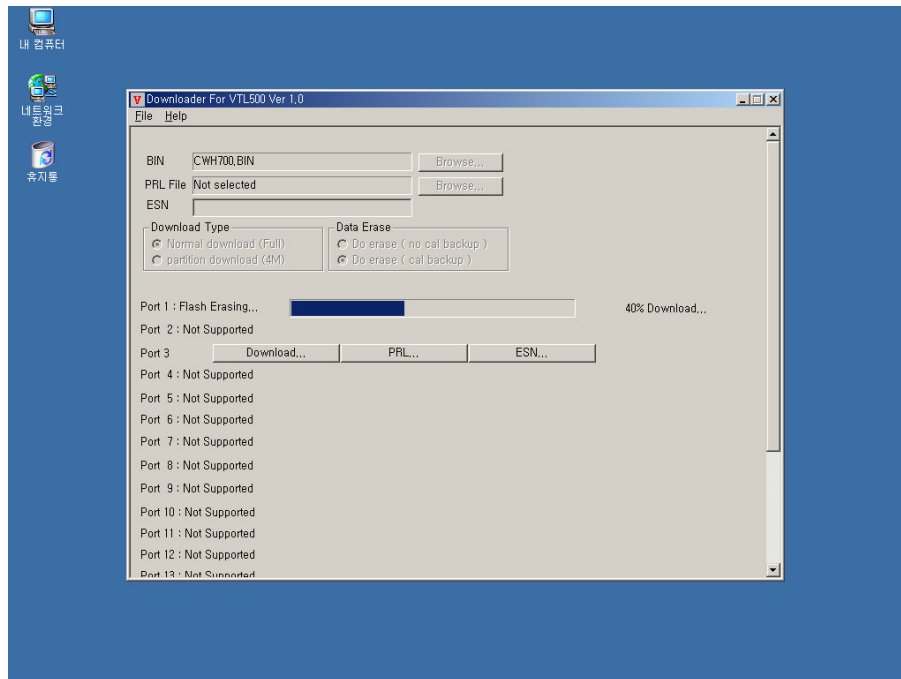 내 컴퓨터
네트워크
환경
휴지통
Downloader For VTL500 Ver 1.0
File Help
BIN CWH700.BIN Browse...
PRL File Not selected Browse...
ESN
Download Type Data Erase
Normal download (Full) Do erase ( no cal backup )
partition download (4M) Do erase ( cal backup )
Port 1 : Flash Erasing... 40% Download...
Port 2 : Not Supported
Port 3 Download... PRL... ESN...
Port 4 : Not Supported
Port 5 : Not Supported
Port 6 : Not Supported
Port 7 : Not Supported
Port 8 : Not Supported
Port 9 : Not Supported
Port 10 : Not Supported
Port 11 : Not Supported
Port 12 : Not Supported
Port 13 : Not Supported